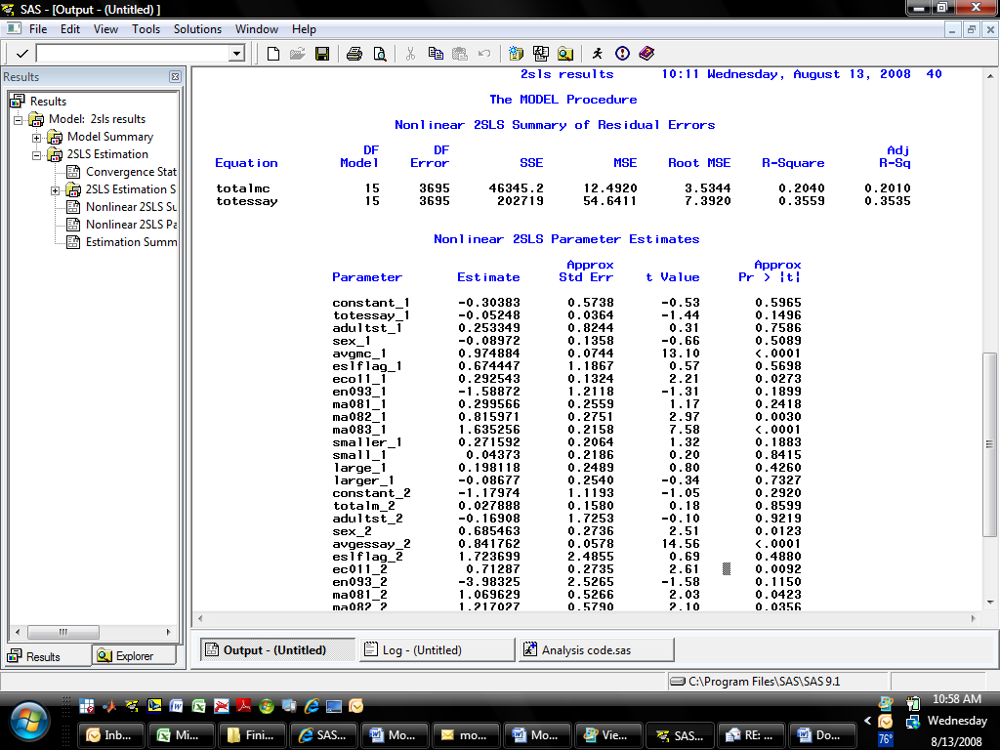 SAS - [Output - (Untitled) ]
File Edit View Tools Solutions Window Help
Results
Results
Model: 2sls results
Model Summary
2SLS Estimation
Convergence Stat
2SLS Estimation S
Nonlinear 2SLS Su
Nonlinear 2SLS Pa
Estimation Summ
2sls results 10:11 Wednesday, August 13, 2008 40
The MODEL Procedure
Nonlinear 2SLS Summary of Residual Errors
DF DF Adj
Equation Model Error SSE MSE Root MSE R-Square R-Sq
totalmc 15 3695 46345.2 12.4920 3.5344 0.2040 0.2010
totessay 15 3695 202719 54.6411 7.3920 0.3559 0.3535
Nonlinear 2SLS Parameter Estimates
Approx Approx
Parameter Estimate Std Err t Value Pr > |t|
constant_1 -0.30383 0.5738 -0.53 0.5965
totessay_1 -0.05248 0.0364 -1.44 0.1496
adultst_1 0.253349 0.8244 0.31 0.7586
sex_1 -0.08972 0.1358 -0.66 0.5089
avgmc_1 0.974884 0.0744 13.10 <.0001
eslflag_1 0.674447 1.1867 0.57 0.5698
eco11_1 0.292543 0.1324 2.21 0.0273
en093_1 -1.58872 1.2118 -1.31 0.1899
ma081_1 0.299566 0.2559 1.17 0.2418
ma082_1 0.815971 0.2751 2.97 0.0030
ma083_1 1.635256 0.2158 7.58 <.0001
smaller_1 0.271592 0.2064 1.32 0.1883
small_1 0.04373 0.2186 0.20 0.8415
large_1 0.198118 0.2489 0.80 0.4260
larger_1 -0.08677 0.2540 -0.34 0.7327
constant_2 -1.17974 1.1193 -1.05 0.2920
totalm_2 0.027888 0.1580 0.18 0.8599
adultst_2 -0.16908 1.7253 -0.10 0.9219
sex_2 0.685463 0.2736 2.51 0.0123
avgessay_2 0.841762 0.0578 14.56 <.0001
eslflag_2 1.723699 2.4855 0.69 0.4880
ec011_2 0.71287 0.2735 2.61 0.0092
en093_2 -3.98325 2.5265 -1.58 0.1150
ma081_2 1.069629 0.5266 2.03 0.0423
ma082_2 1.217027 0.5790 2.10 0.0356
Results Explorer
Output - (Untitled) Log - (Untitled) Analysis code.sas
C:\Program Files\SAS\SAS 9.1
10:58 AM
Wednesday
76° 8/13/2008
Inb... Mi... Fini... SAS... Mo... mo... Mo... Vie... SAS... RE: ... Do...